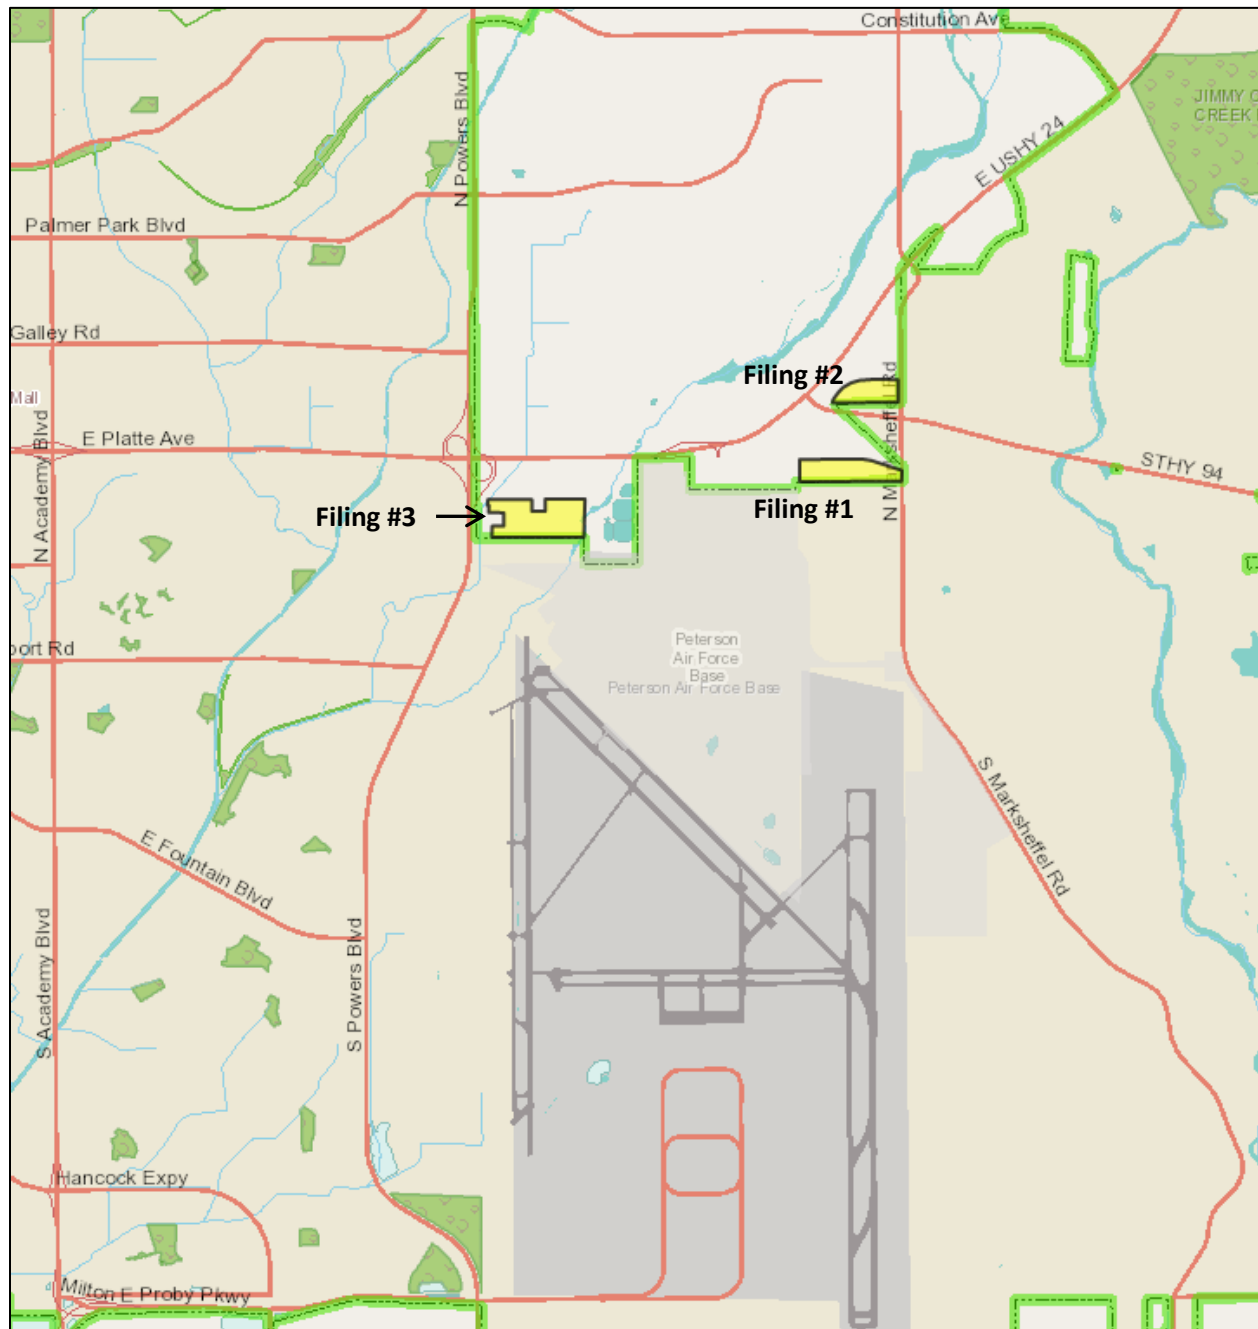 Constitution Ave
N Powers Blvd
JIMMY C
CREEK
E USHY 24
Palmer Park Blvd
Galley Rd
Mall
Filing #2
N Marksheffel Rd
E Platte Ave
N Academy Blvd
STHY 94
Filing #1
Filing #3
port Rd
Peterson
Air Force
Base
Peterson Air Force Base
S Marksheffel Rd
E Fountain Blvd
S Academy Blvd
S Powers Blvd
Hancock Expy
Milton E Proby Pkwy